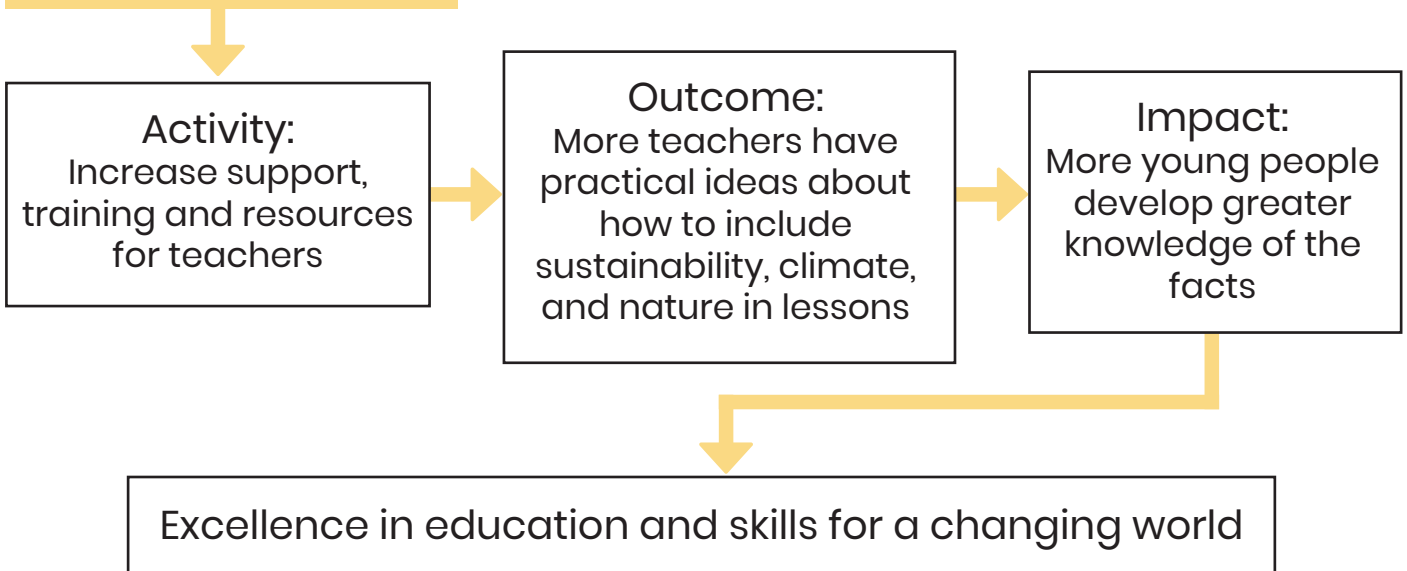 Activity:
Increase support,
training and resources
for teachers
Outcome:
More teachers have
practical ideas about
how to include
sustainability, climate,
and nature in lessons
Impact:
More young people
develop greater
knowledge of the
facts
Excellence in education and skills for a changing world